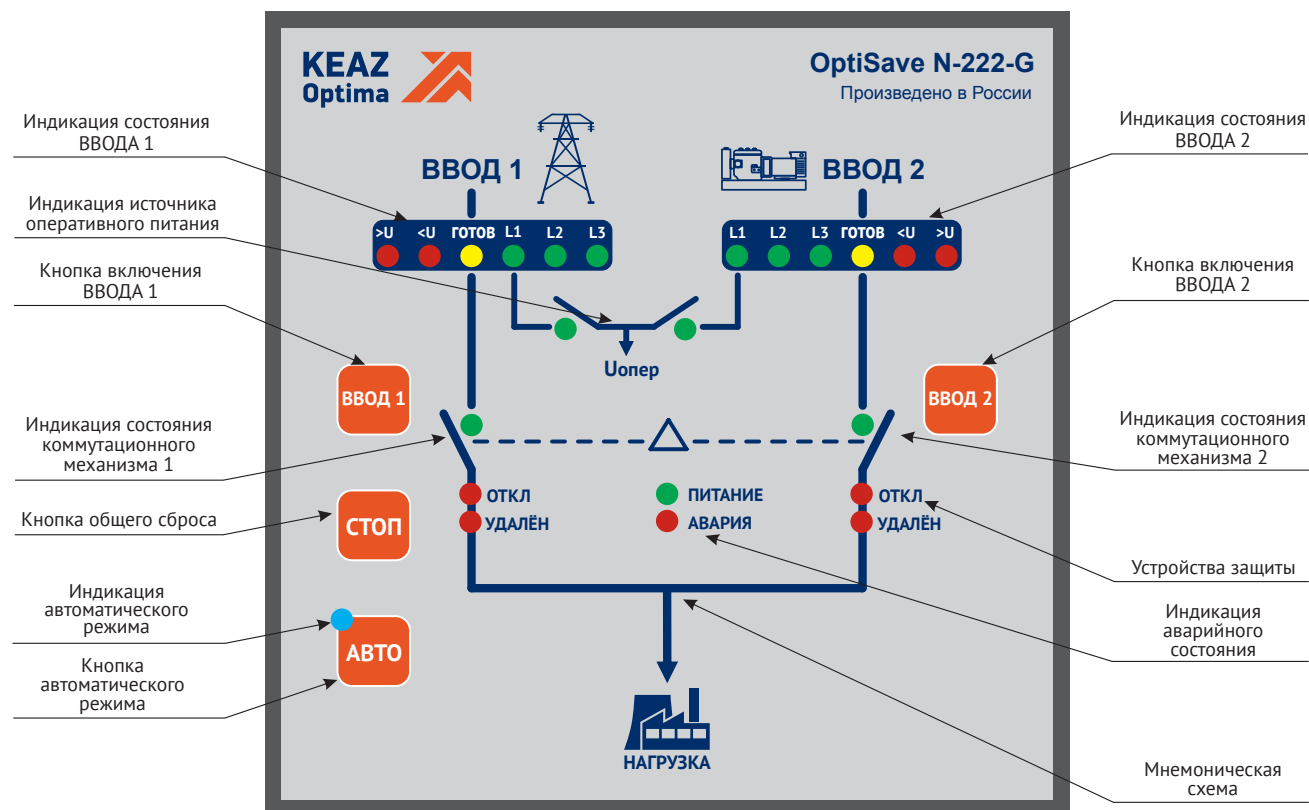 KEAZ
Optima
OptiSave N-222-G
Произведено в России
Индикация состояния
ВВОДА 1
Индикация источника
оперативного питания
Кнопка включения
ВВОДА 1
Индикация состояния
коммутационного
механизма 1
Кнопка общего сброса
Индикация
автоматического
режима
Кнопка
автоматического
режима
ВВОД 1
ВВОД 2
>U <U ГОТОВ L1 L2 L3
L1 L2 L3 ГОТОВ <U >U
Uопер
ВВОД 1
ВВОД 2
ОТКЛ
УДАЛЁН
ПИТАНИЕ
АВАРИЯ
ОТКЛ
УДАЛЁН
СТОП
АВТО
НАГРУЗКА
Индикация состояния
ВВОДА 2
Кнопка включения
ВВОДА 2
Индикация состояния
коммутационного
механизма 2
Устройства защиты
Индикация
аварийного
состояния
Мнемоническая
схема